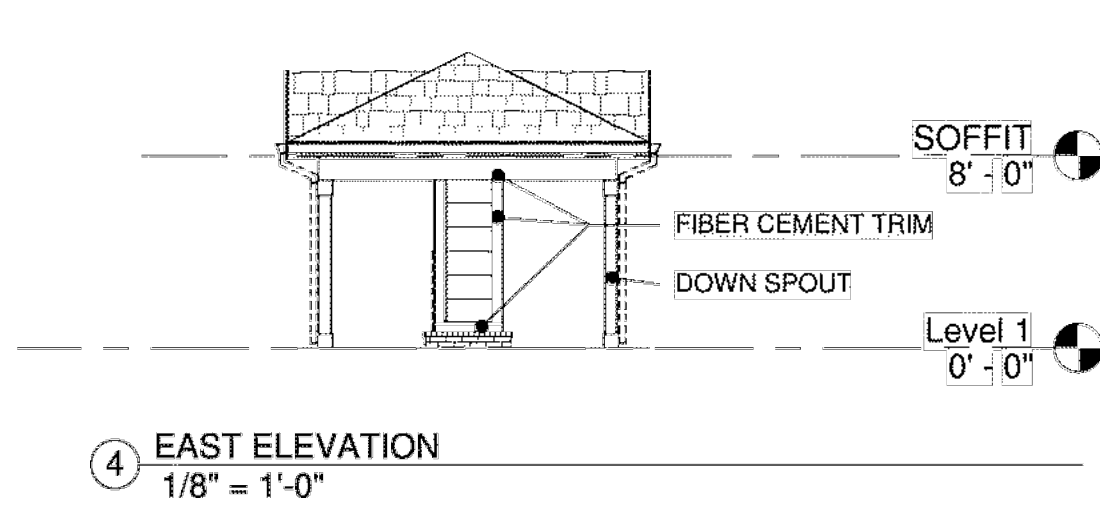 SOFFIT
8' - 0"
FIBER CEMENT TRIM
DOWN SPOUT
Level 1
0' - 0"
4
EAST ELEVATION
1/8" = 1'-0"